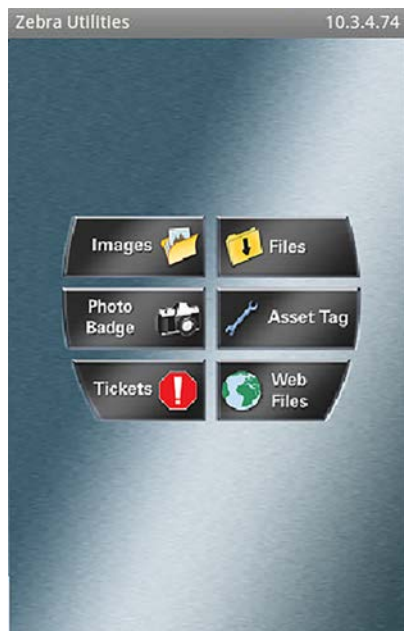 Zebra Utilities 10.3.4.74
Images Files
Photo
Badge
Asset Tag
Tickets
Web
Files